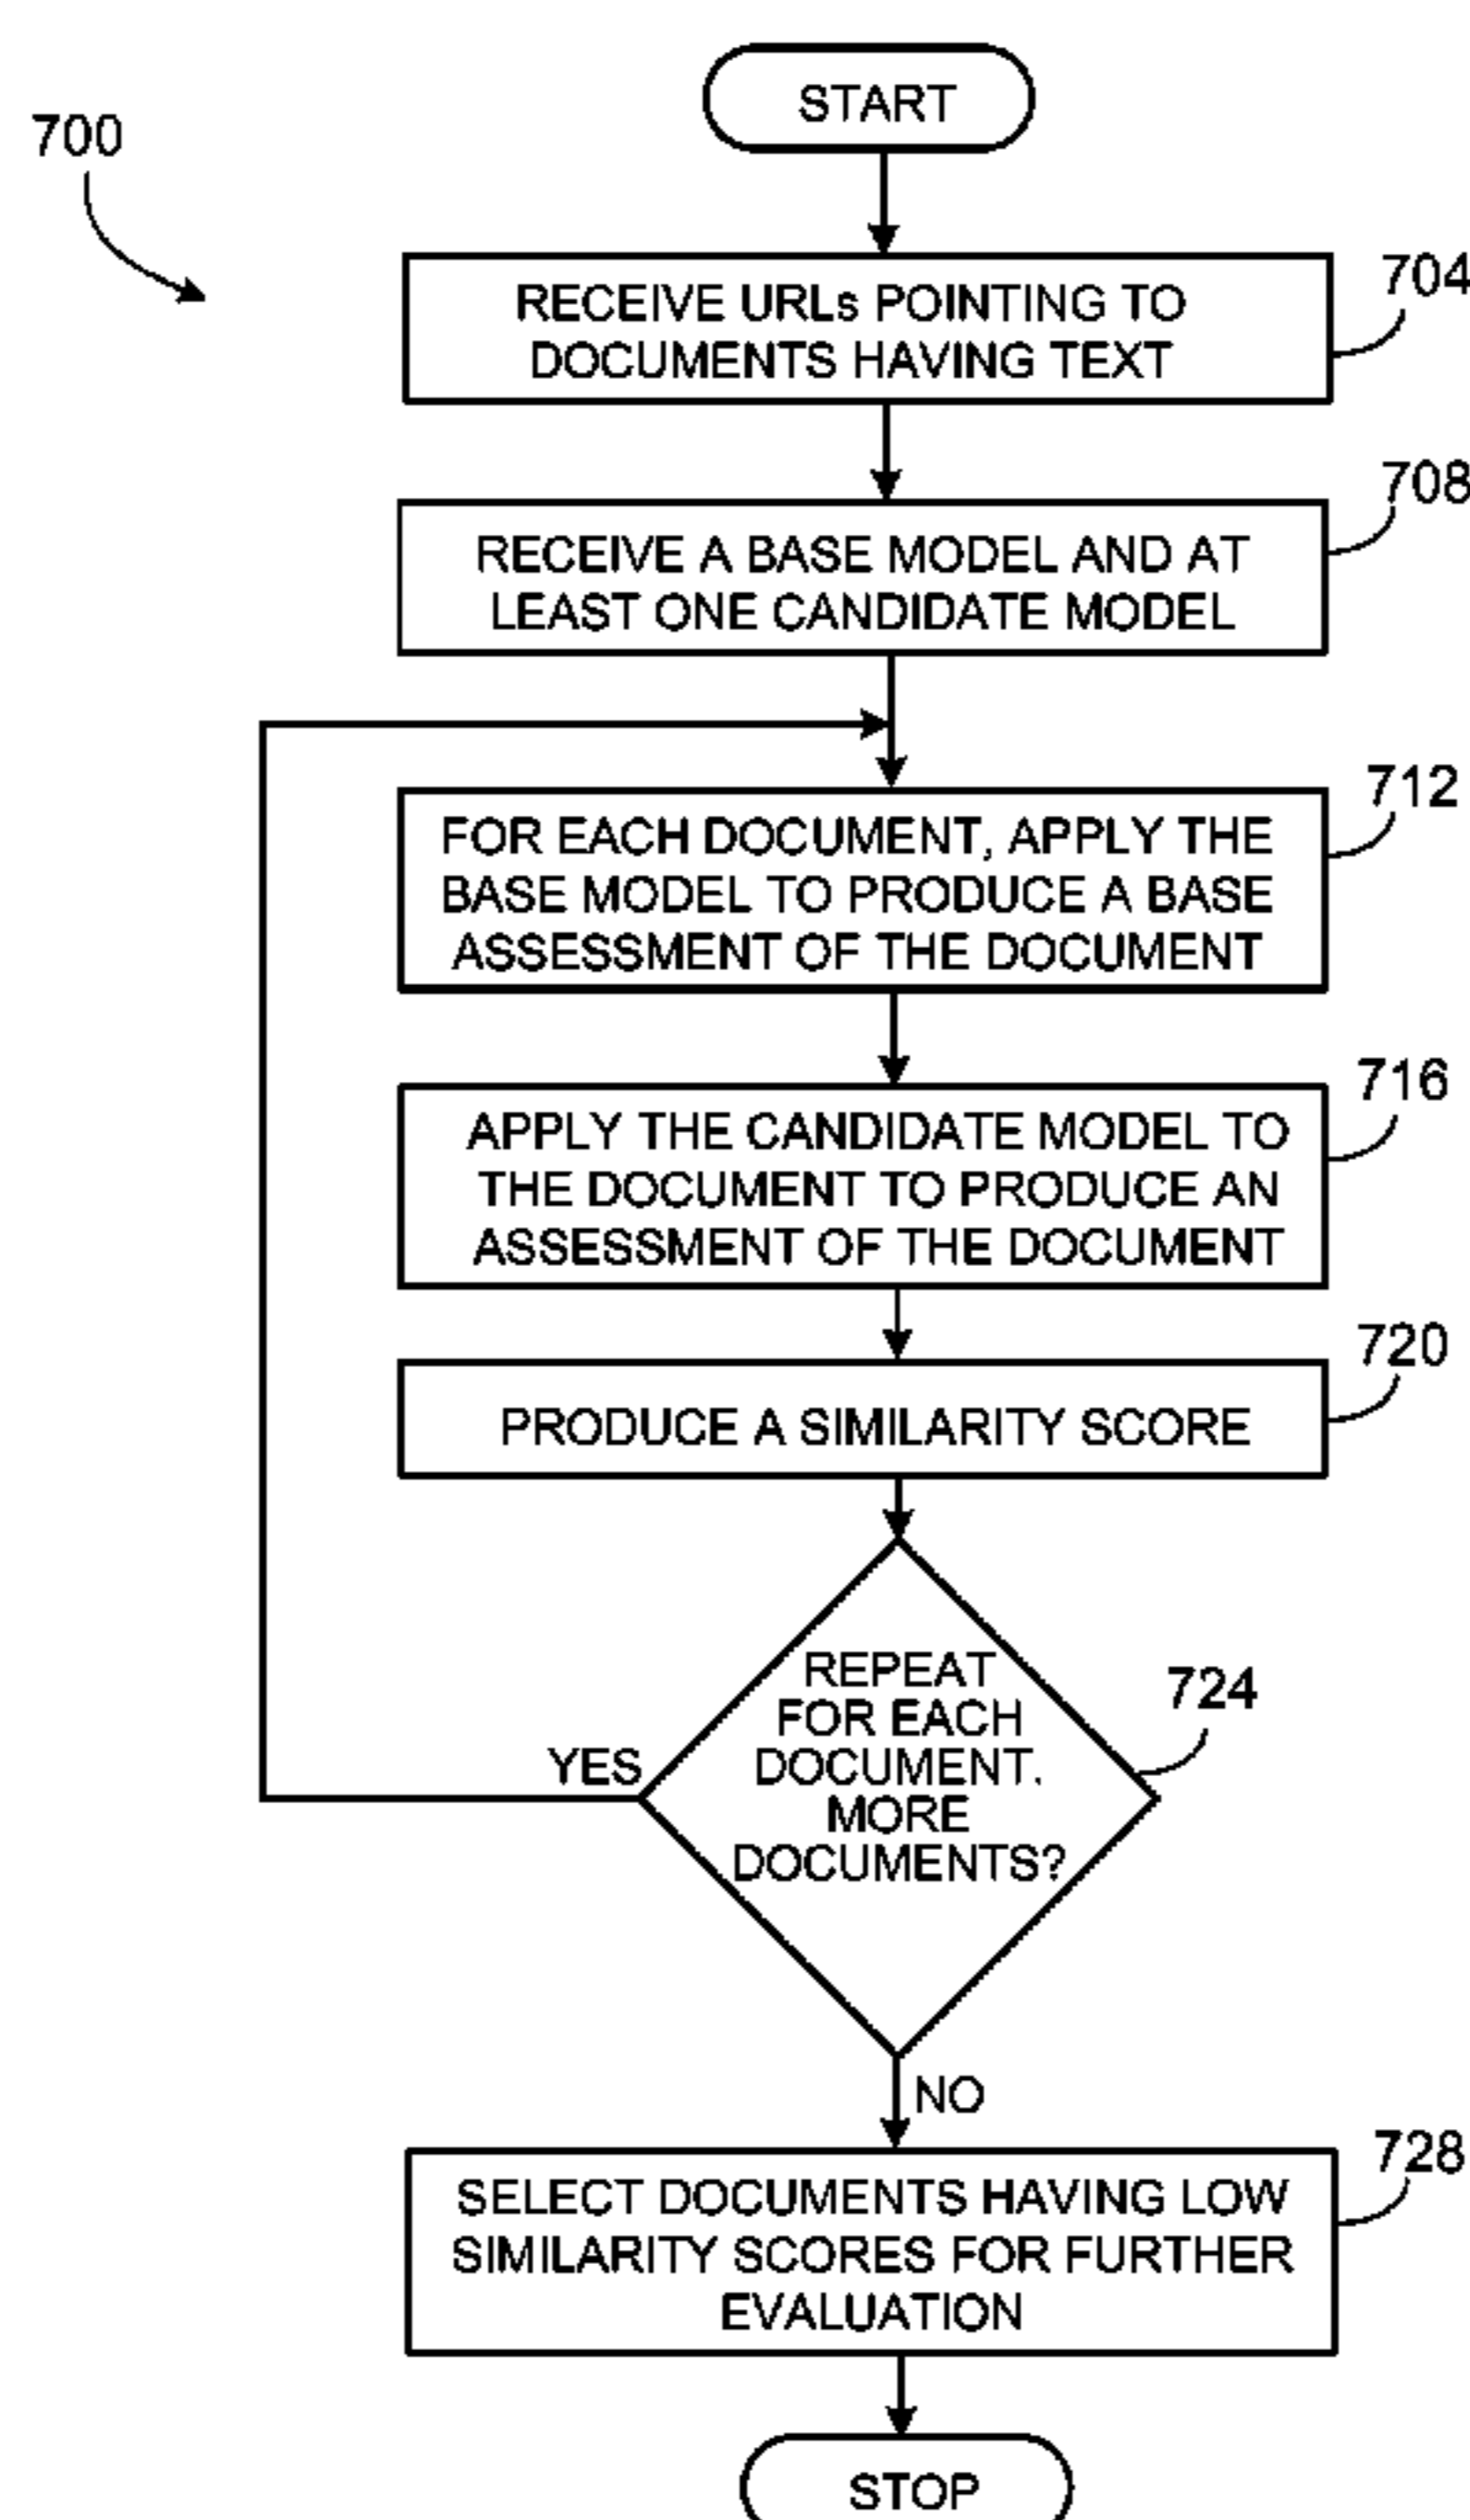 START
700
704
RECEIVE URLs POINTING TO
DOCUMENTS HAVING TEXT
708
RECEIVE A BASE MODEL AND AT
LEAST ONE CANDIDATE MODEL
712
FOR EACH DOCUMENT, APPLY THE
BASE MODEL TO PRODUCE A BASE
ASSESSMENT OF THE DOCUMENT
716
APPLY THE CANDIDATE MODEL TO
THE DOCUMENT TO PRODUCE AN
ASSESSMENT OF THE DOCUMENT
720
PRODUCE A SIMILARITY SCORE
724
REPEAT
FOR EACH
DOCUMENT.
MORE
DOCUMENTS?
YES
NO
728
SELECT DOCUMENTS HAVING LOW
SIMILARITY SCORES FOR FURTHER
EVALUATION
STOP